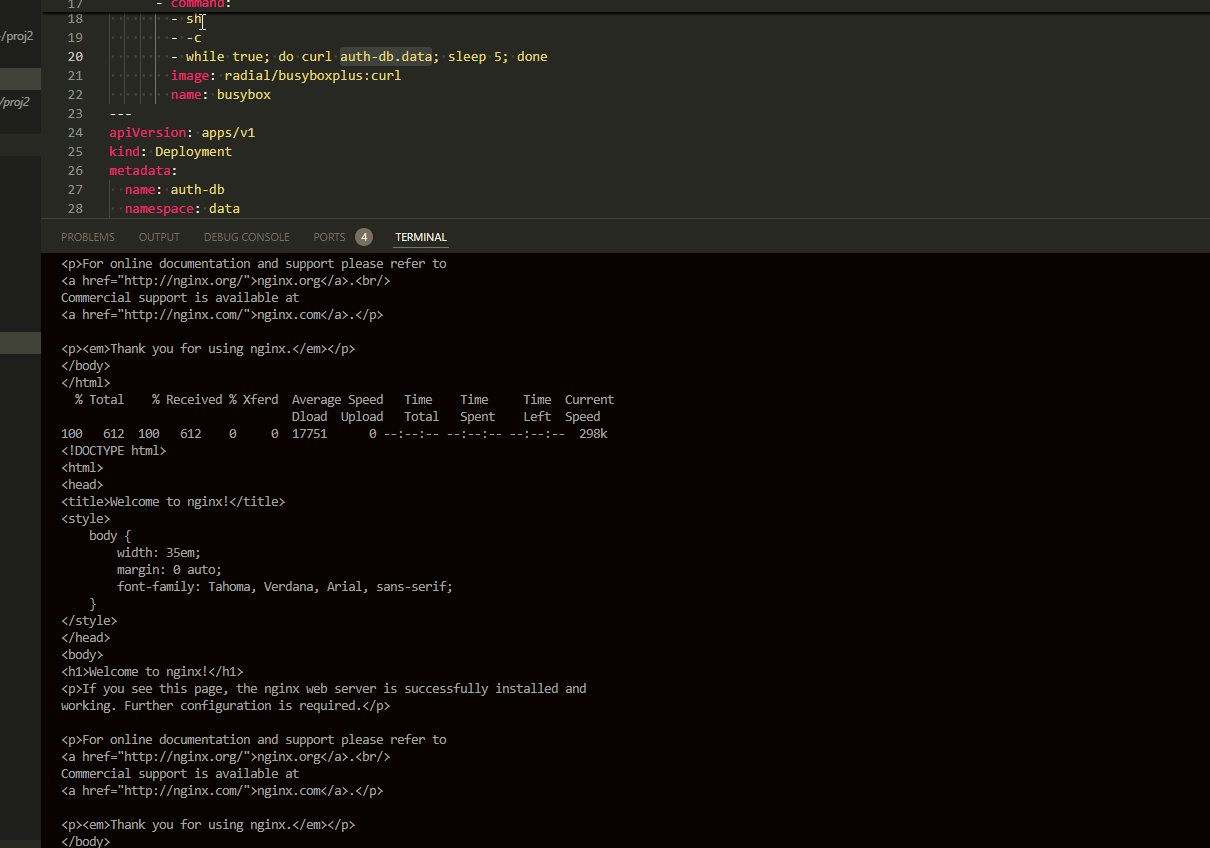 17 - command:
/proj2
18 - sh
19 - -c
20 - while true; do curl auth-db.data; sleep 5; done
21 image: radial/busyboxplus:curl
/proj2
22 name: busybox
23 ---
24 apiVersion: apps/v1
25 kind: Deployment
26 metadata:
27 name: auth-db
28 namespace: data
PROBLEMS OUTPUT DEBUG CONSOLE PORTS 4 TERMINAL
<p>For online documentation and support please refer to
<a href="http://nginx.org/">nginx.org</a>.<br/>
Commercial support is available at
<a href="http://nginx.com/">nginx.com</a>.</p>
<p><em>Thank you for using nginx.</em></p>
</body>
</html>
% Total % Received % Xferd Average Speed Time Time Time Current
Dload Upload Total Spent Left Speed
100 612 100 612 0 0 17751 0 --:--:-- --:--:-- --:--:-- 298k
<!DOCTYPE html>
<html>
<head>
<title>Welcome to nginx!</title>
<style>
body {
width: 35em;
margin: 0 auto;
font-family: Tahoma, Verdana, Arial, sans-serif;
}
</style>
</head>
<body>
<h1>Welcome to nginx!</h1>
<p>If you see this page, the nginx web server is successfully installed and
working. Further configuration is required.</p>
<p>For online documentation and support please refer to
<a href="http://nginx.org/">nginx.org</a>.<br/>
Commercial support is available at
<a href="http://nginx.com/">nginx.com</a>.</p>
<p><em>Thank you for using nginx.</em></p>
</body>